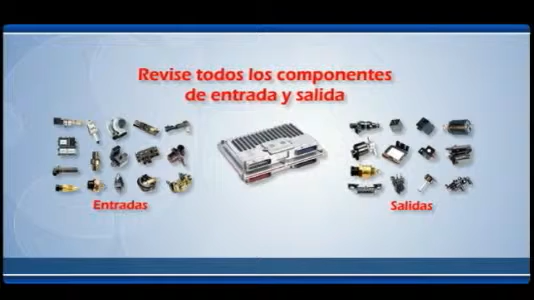 Revise todos los componentes
de entrada y salida
Entradas
Salidas